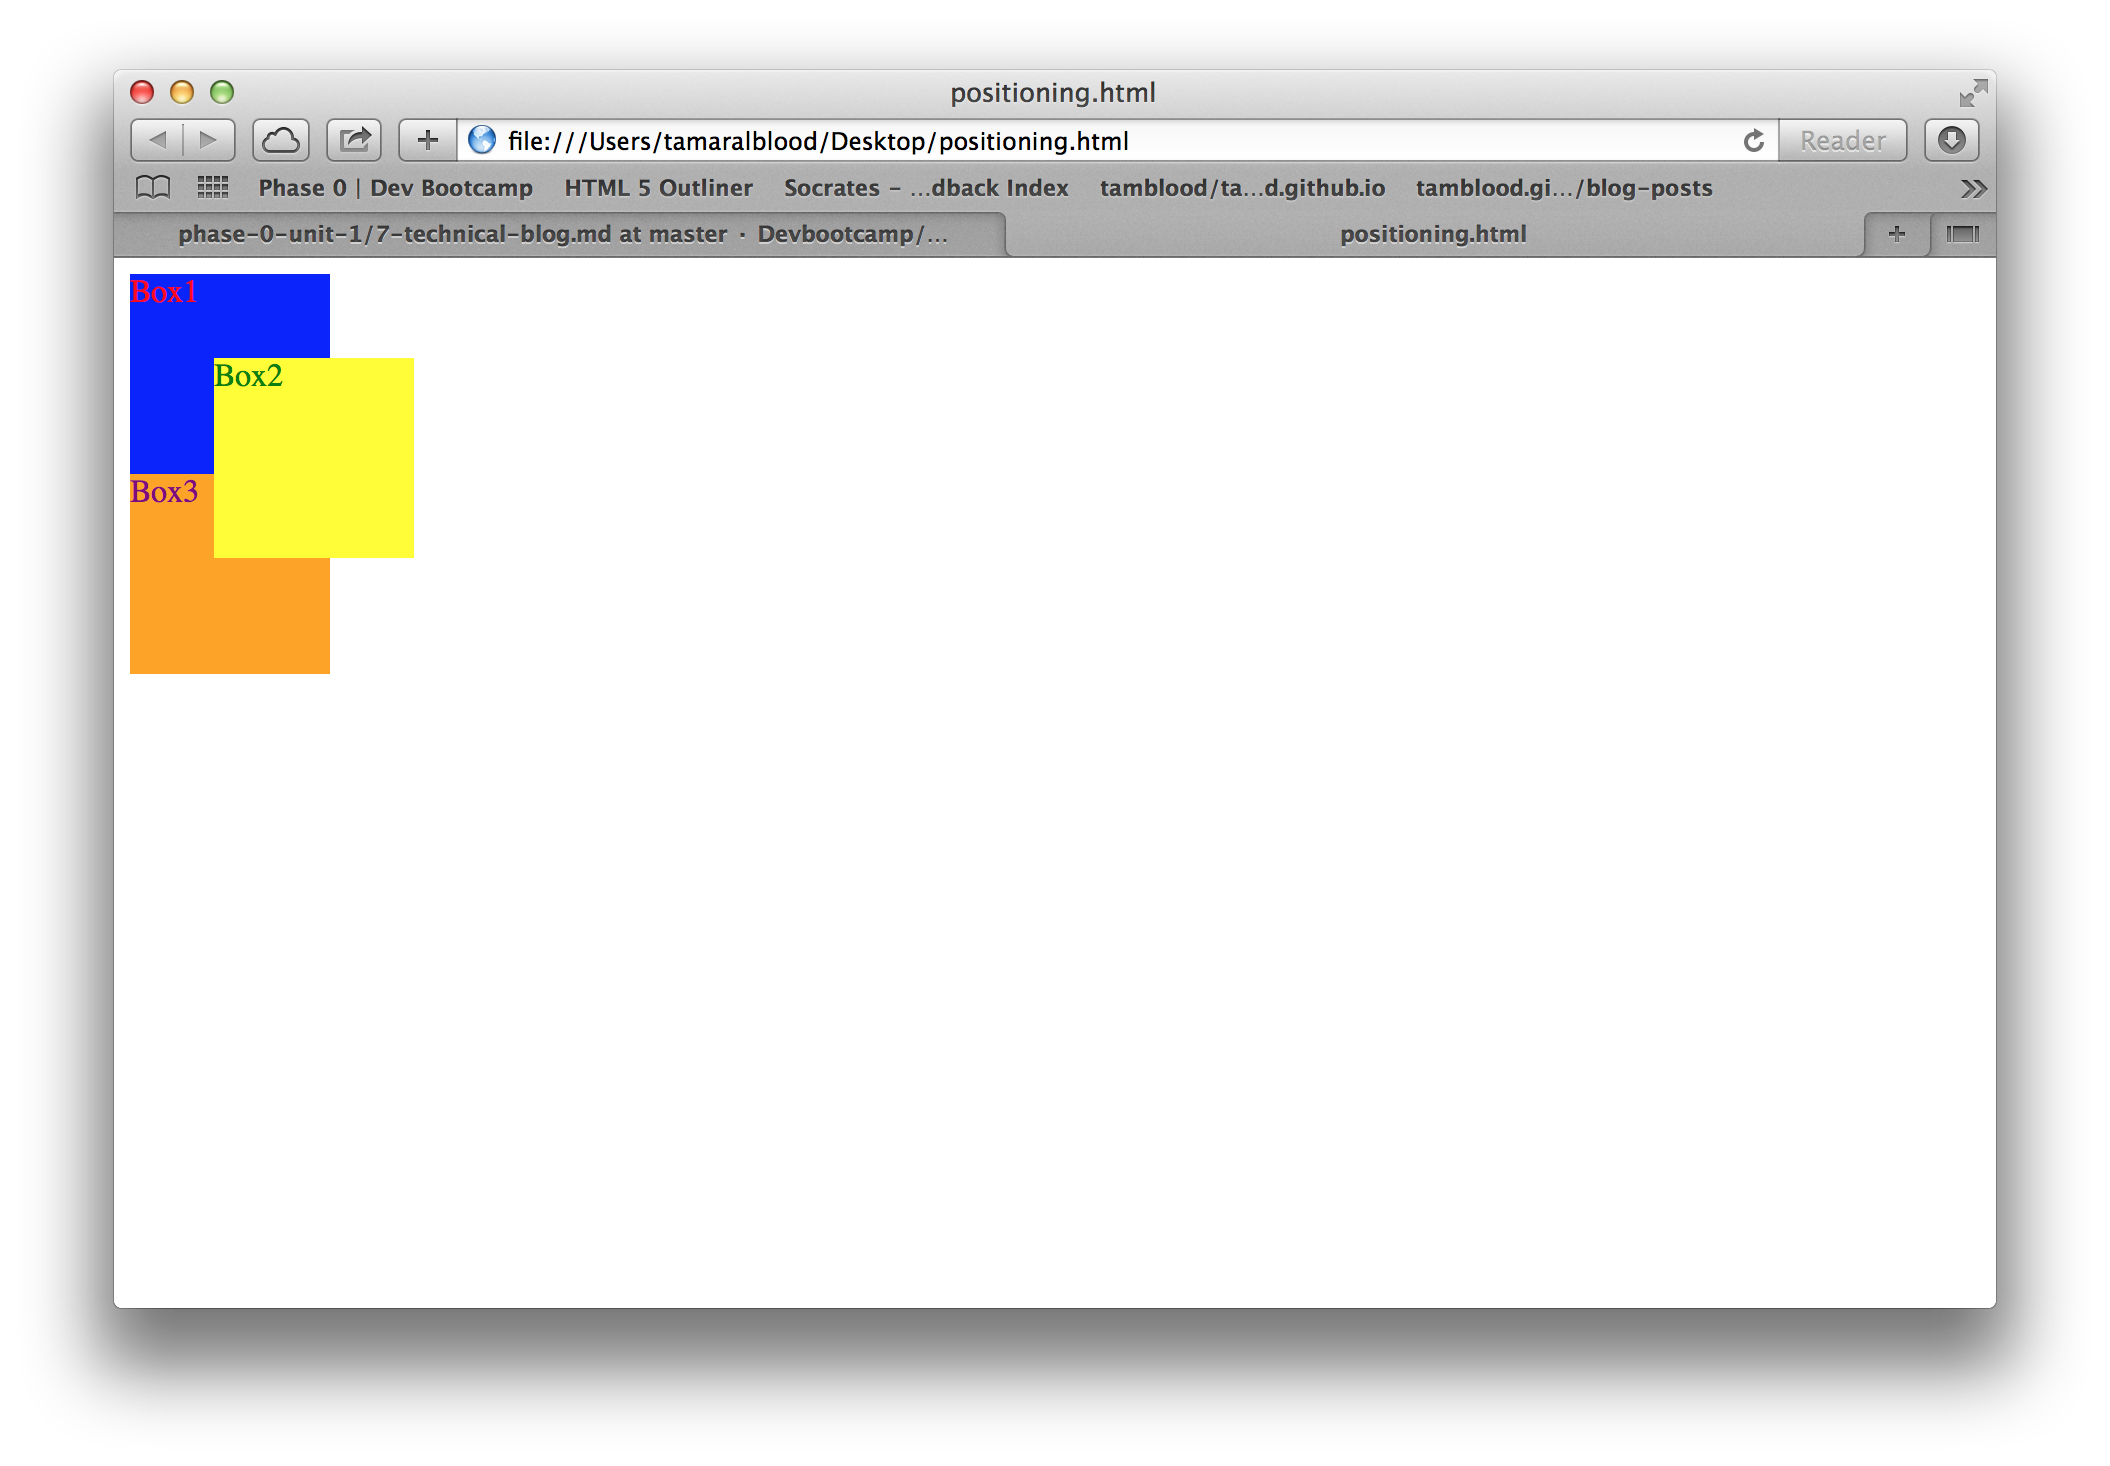 positioning.html
file:///Users/tamaralblood/Desktop/positioning.html
Reader
Phase 0 | Dev Bootcamp HTML 5 Outliner Socrates – ...dback Index tamblood/ta...d.github.io tamblood.gi.../blog-posts
phase-0-unit-1/7-technical-blog.md at master · Devbootcamp/... positioning.html
Box1
Box2
Box3